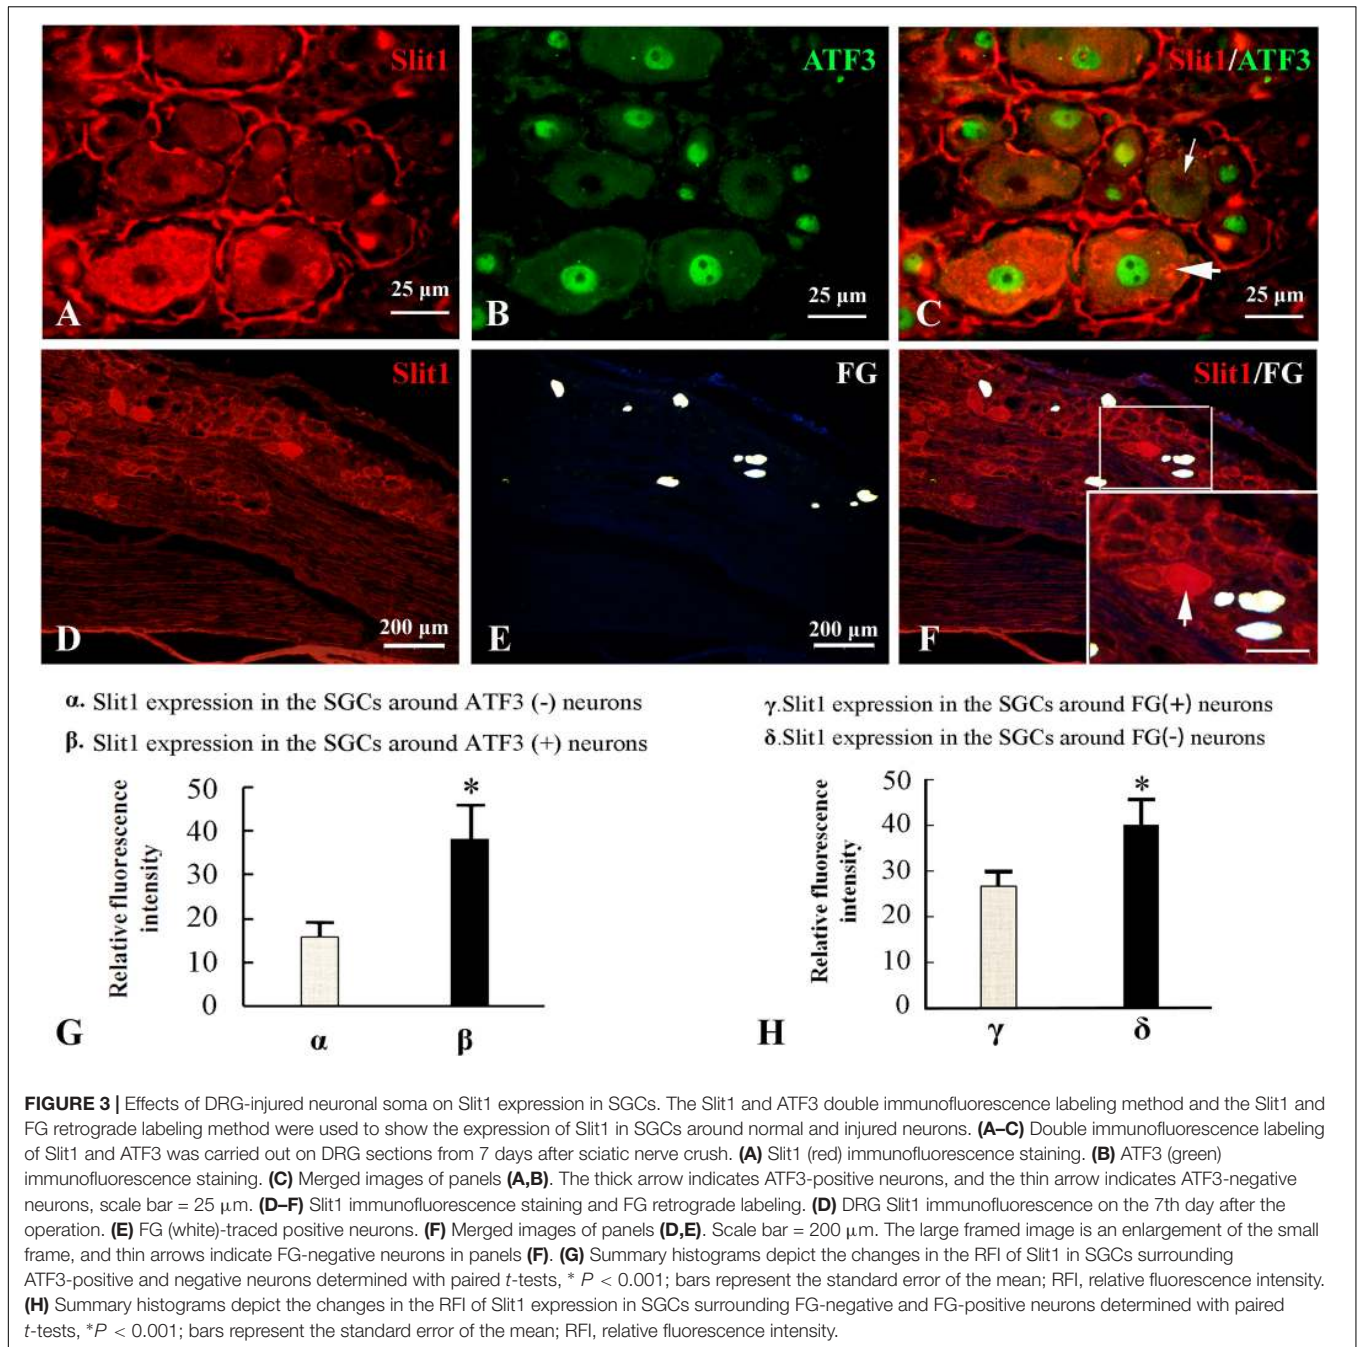 Slit1
ATF3
Slit1/ATF3
25 μm
25 μm
25 μm
A
B
C
Slit1
FG
Slit1/FG
200 μm
200 μm
D
E
F
α. Slit1 expression in the SGCs around ATF3 (-) neurons
β. Slit1 expression in the SGCs around ATF3 (+) neurons
γ.Slit1 expression in the SGCs around FG(+) neurons
δ.Slit1 expression in the SGCs around FG(-) neurons
Relative fluorescence
intensity
50
40
30
20
10
0
*
α
β
G
Relative fluorescence
intensity
50
40
30
20
10
0
*
γ
δ
H
FIGURE 3 | Effects of DRG-injured neuronal soma on Slit1 expression in SGCs. The Slit1 and ATF3 double immunofluorescence labeling method and the Slit1 and
FG retrograde labeling method were used to show the expression of Slit1 in SGCs around normal and injured neurons. (A–C) Double immunofluorescence labeling
of Slit1 and ATF3 was carried out on DRG sections from 7 days after sciatic nerve crush. (A) Slit1 (red) immunofluorescence staining. (B) ATF3 (green)
immunofluorescence staining. (C) Merged images of panels (A,B). The thick arrow indicates ATF3-positive neurons, and the thin arrow indicates ATF3-negative
neurons, scale bar = 25 μm. (D–F) Slit1 immunofluorescence staining and FG retrograde labeling. (D) DRG Slit1 immunofluorescence on the 7th day after the
operation. (E) FG (white)-traced positive neurons. (F) Merged images of panels (D,E). Scale bar = 200 μm. The large framed image is an enlargement of the small
frame, and thin arrows indicate FG-negative neurons in panels (F). (G) Summary histograms depict the changes in the RFI of Slit1 in SGCs surrounding
ATF3-positive and negative neurons determined with paired t-tests, * P < 0.001; bars represent the standard error of the mean; RFI, relative fluorescence intensity.
(H) Summary histograms depict the changes in the RFI of Slit1 expression in SGCs surrounding FG-negative and FG-positive neurons determined with paired
t-tests, *P < 0.001; bars represent the standard error of the mean; RFI, relative fluorescence intensity.